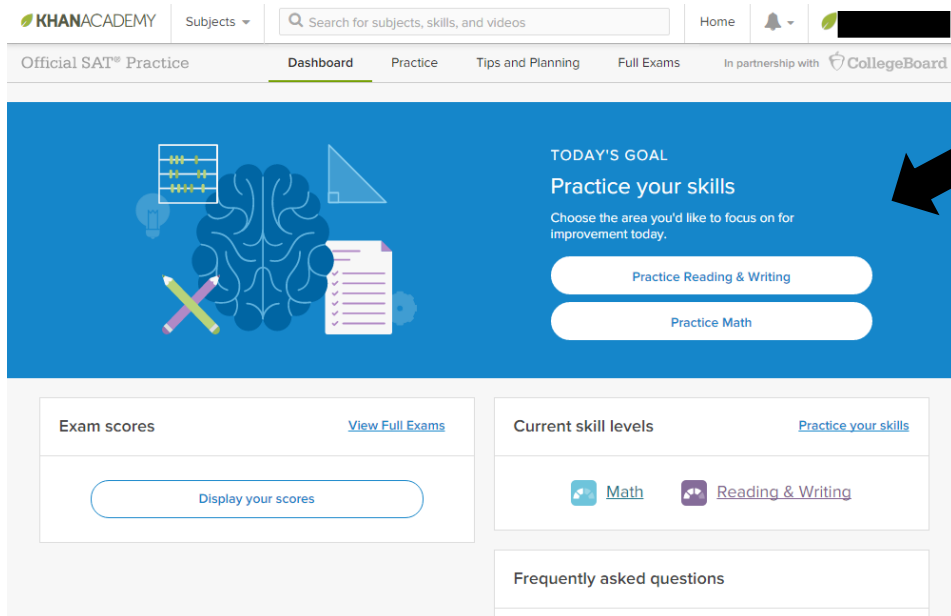 KHANACADEMY Subjects Search for subjects, skills, and videos Home
Official SAT® Practice Dashboard Practice Tips and Planning Full Exams In partnership with CollegeBoard
TODAY'S GOAL
Practice your skills
Choose the area you'd like to focus on for
improvement today.
Practice Reading & Writing
Practice Math
Exam scores View Full Exams
Display your scores
Current skill levels Practice your skills
Math Reading & Writing
Frequently asked questions